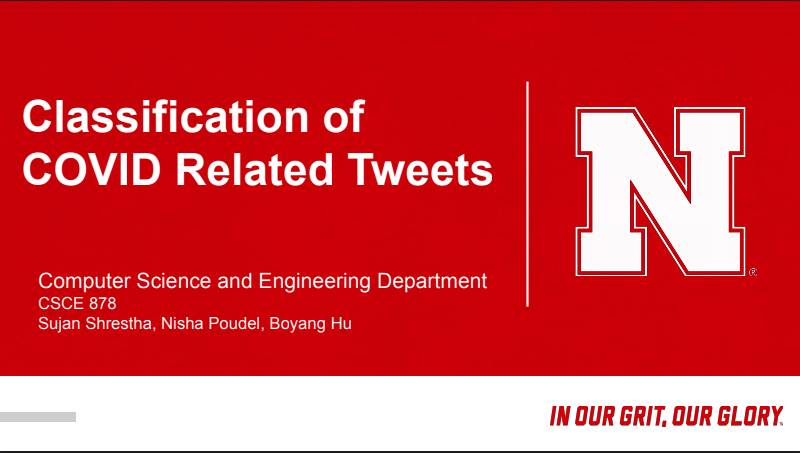 Classification of
COVID Related Tweets
N
®
Computer Science and Engineering Department
CSCE 878
Sujan Shrestha, Nisha Poudel, Boyang Hu
IN OUR GRIT, OUR GLORY.